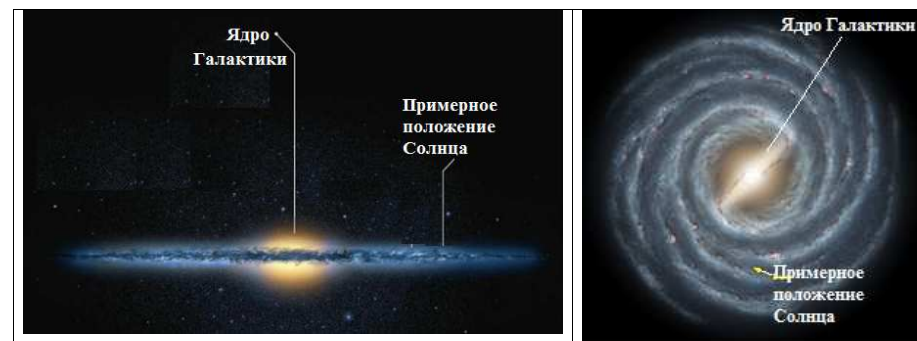 Ядро
Галактики
Примерное
положение
Солнца
Ядро Галактики
Примерное
положение
Солнца